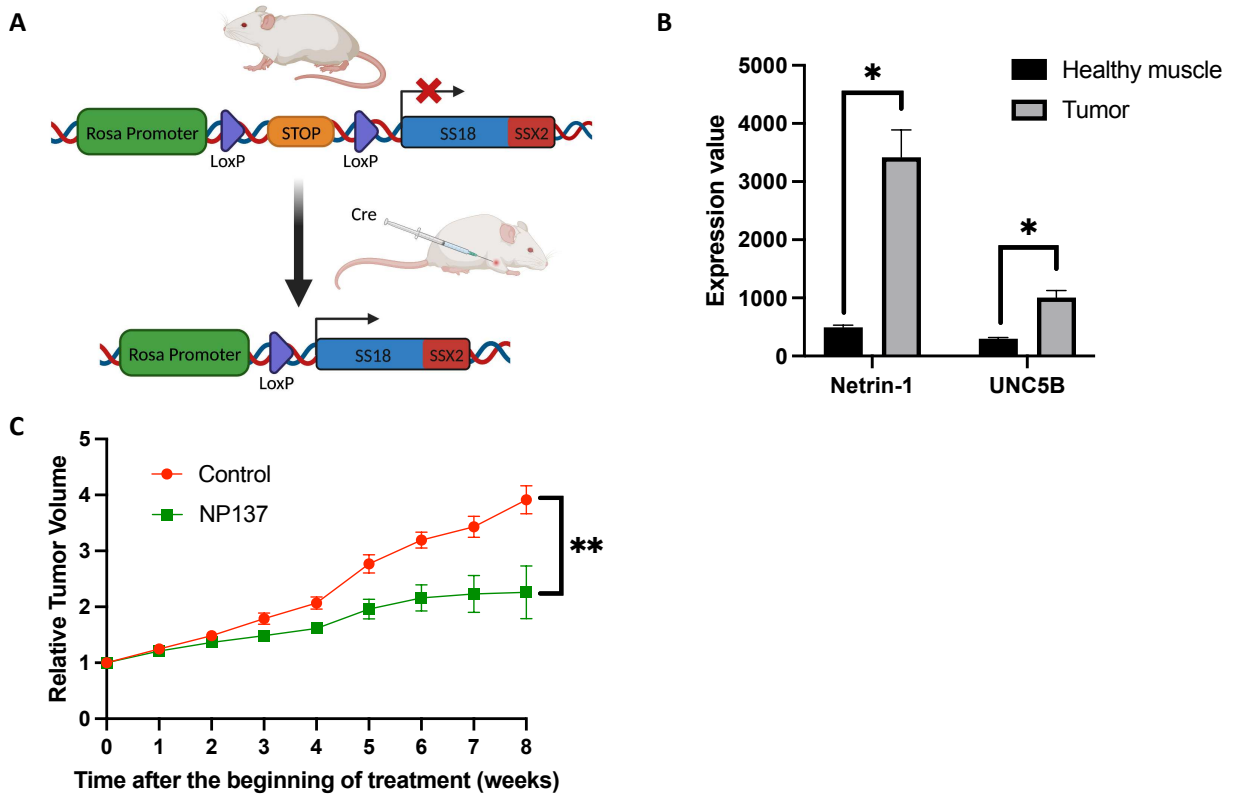 A
Rosa Promoter
STOP
SS18
SSX2
LoxP
LoxP
Cre
Rosa Promoter
SS18
SSX2
LoxP
B
Expression value
5000
4000
3000
2000
1000
0
*
*
Healthy muscle
Tumor
Netrin-1
UNC5B
C
Relative Tumor Volume
5
4
3
2
1
0
Control
NP137
**
0 1 2 3 4 5 6 7 8
Time after the beginning of treatment (weeks)